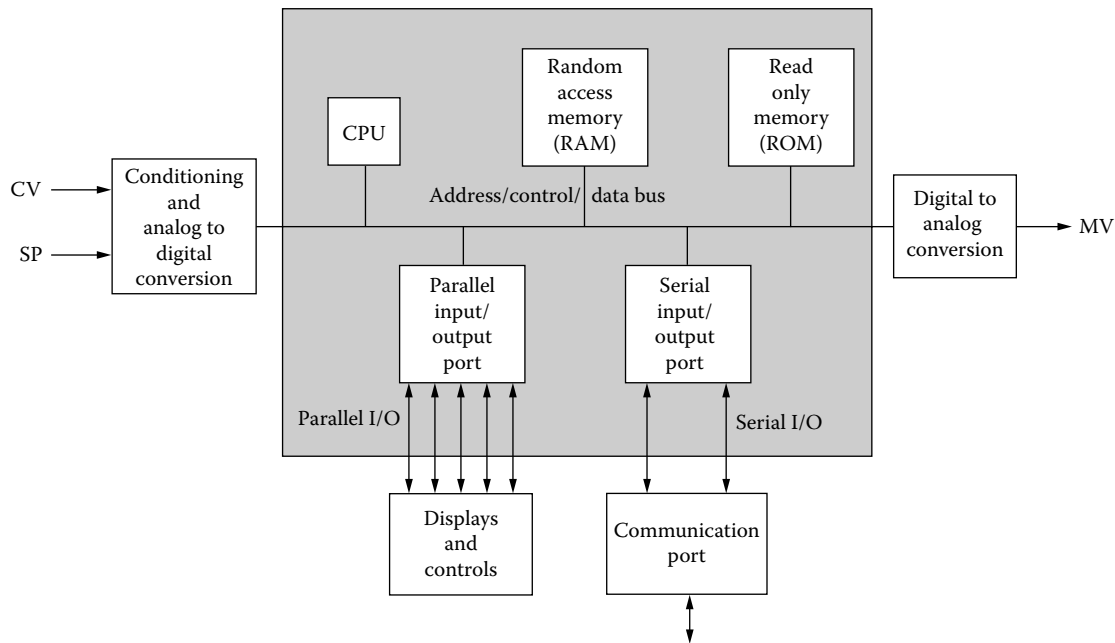 Random
access
memory
(RAM)
Read
only
memory
(ROM)
CPU
CV
SP
Conditioning
and
analog to
digital
conversion
Address/control/ data bus
Digital to
analog
conversion
MV
Parallel
input/
output
port
Serial
input/
output
port
Parallel I/O
Serial I/O
Displays
and
controls
Communication
port